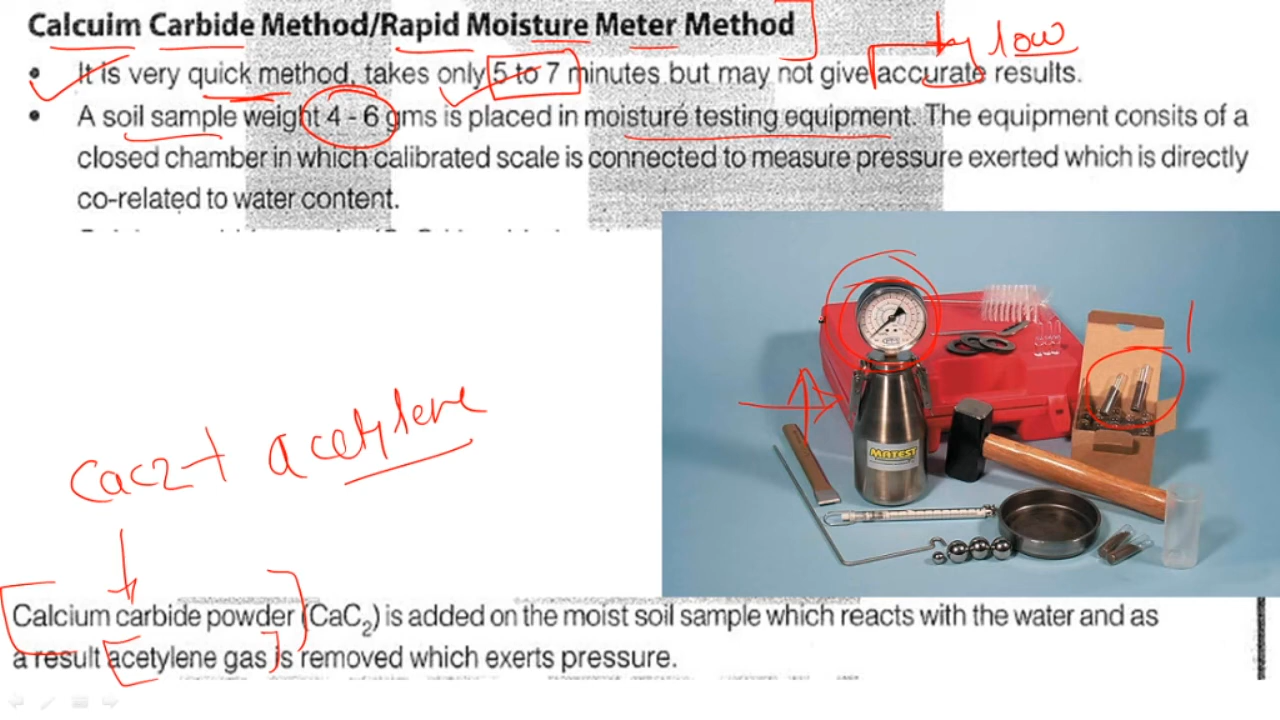 Calcuim Carbide Method/Rapid Moisture Meter Method
low
• It is very quick method, takes only 5 to 7 minutes but may not give accurate results.
• A soil sample weight 4 - 6 gms is placed in moisture testing equipment. The equipment consits of a
closed chamber in which calibrated scale is connected to measure pressure exerted which is directly
co-related to water content.
MATEST
CaC2 + acetylene
Calcium carbide powder (CaC₂) is added on the moist soil sample which reacts with the water and as
a result acetylene gas is removed which exerts pressure.